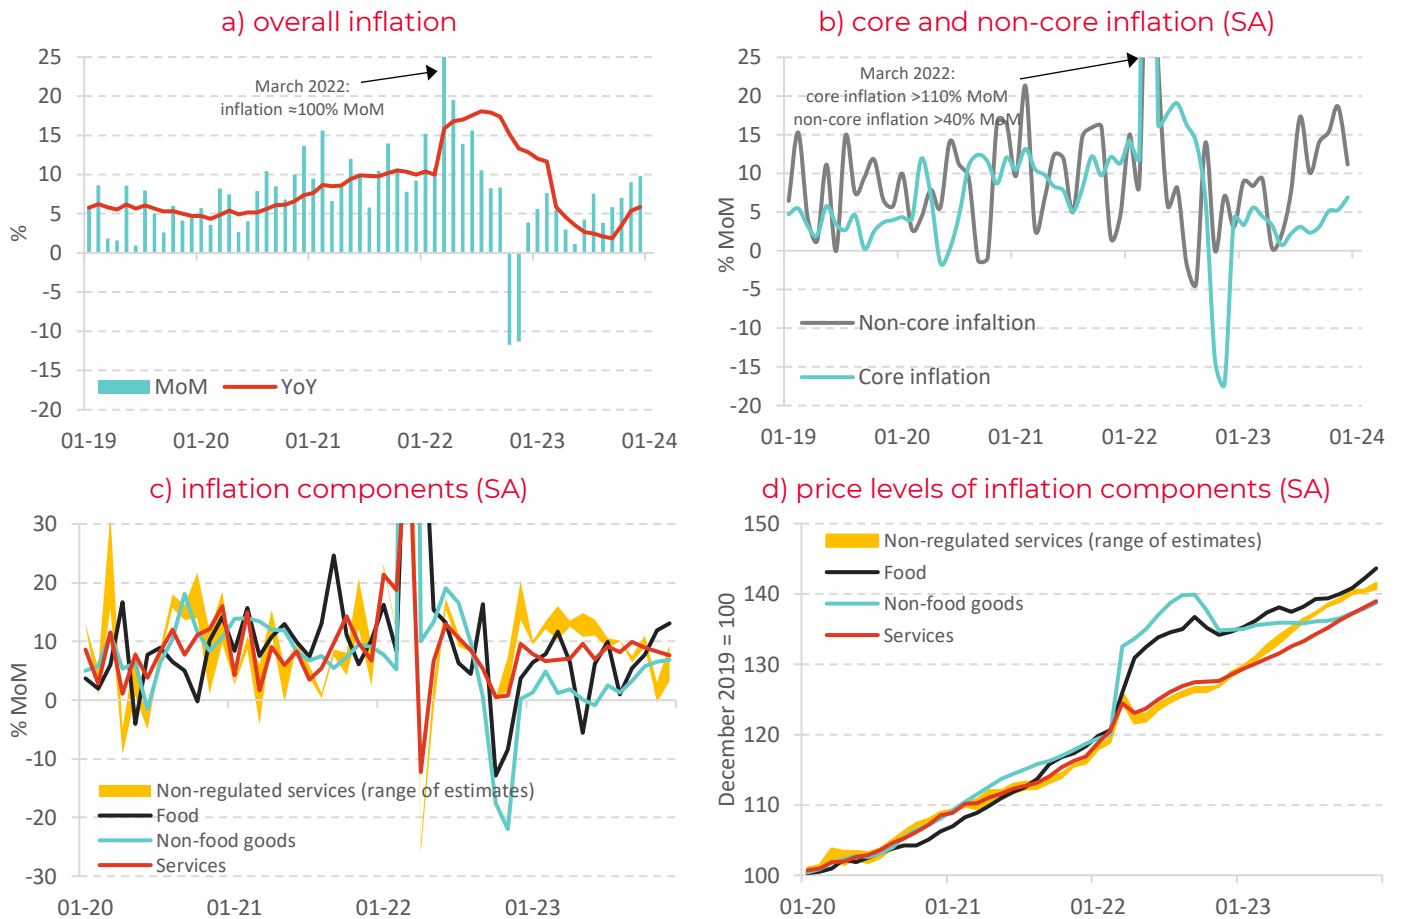 a) overall inflation
25
20
15
10
5
0
-5
-10
-15
-20
%
March 2022:
inflation ≈100% MoM
MoM
YoY
01-19
01-20
01-21
01-22
01-23
01-24
b) core and non-core inflation (SA)
25
20
15
10
5
0
-5
-10
-15
-20
% MoM
March 2022:
core inflation >110% MoM
non-core inflation >40% MoM
Non-core infaltion
Core inflation
01-19
01-20
01-21
01-22
01-23
01-24
c) inflation components (SA)
30
20
10
0
-10
-20
-30
% MoM
Non-regulated services (range of estimates)
Food
Non-food goods
Services
01-20
01-21
01-22
01-23
d) price levels of inflation components (SA)
150
140
130
120
110
100
December 2019 = 100
Non-regulated services (range of estimates)
Food
Non-food goods
Services
01-20
01-21
01-22
01-23